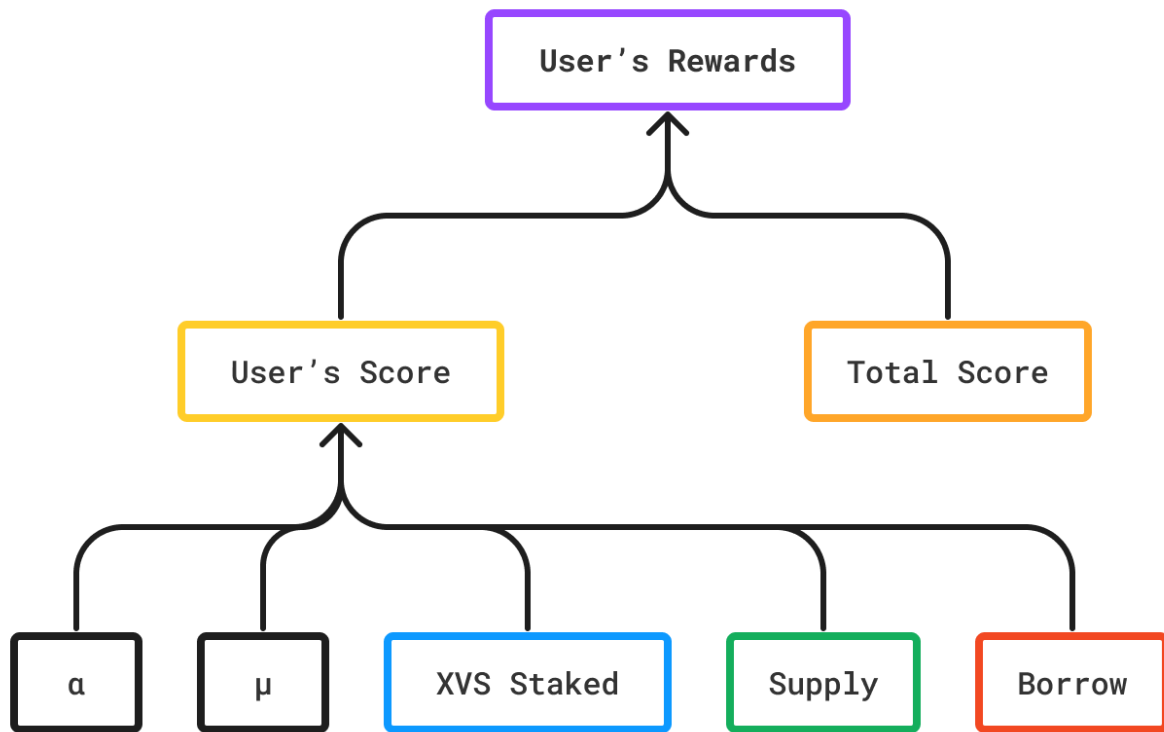 User’s Rewards
User’s Score
Total Score
α
μ
XVS Staked
Supply
Borrow